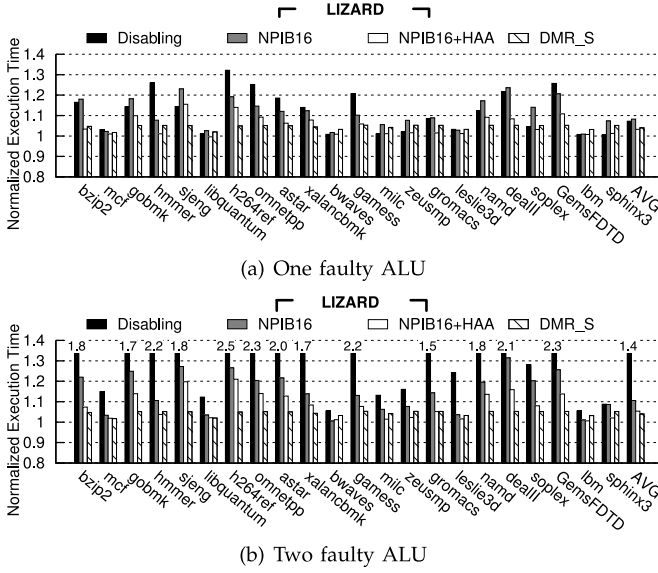 LIZARD
Disabling NPIB16 NPIB16+HAA DMR_S
Normalized Execution Time
1.4
1.3
1.2
1.1
1
0.9
0.8
bzip2 mcf gobmk hmmer sjeng libquantum h264ref omnetpp astar xalancbmk bwaves gamess milc zeusmp gromacs leslie3d namd dealII soplex GemsFDTD lbm sphinx3 AVG
(a) One faulty ALU
LIZARD
Disabling NPIB16 NPIB16+HAA DMR_S
1.8 1.7 2.2 1.8 2.5 2.3 2.0 1.7 2.2 1.5 1.8 2.1 2.3 1.4
Normalized Execution Time
1.4
1.3
1.2
1.1
1
0.9
0.8
bzip2 mcf gobmk hmmer sjeng libquantum h264ref omnetpp astar xalancbmk bwaves gamess milc zeusmp gromacs leslie3d namd dealII soplex GemsFDTD lbm sphinx3 AVG
(b) Two faulty ALU